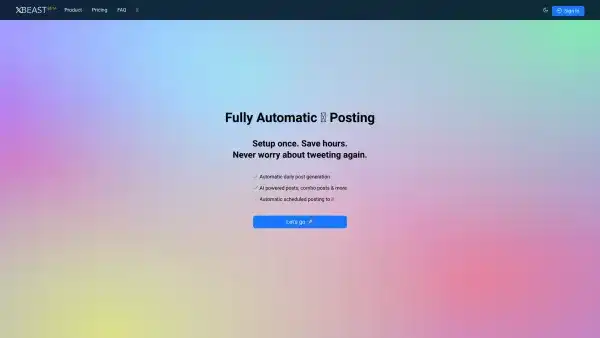 XBEAST BETA
Product
Pricing
FAQ
Sign In
Fully Automatic 𝕏 Posting
Setup once. Save hours.
Never worry about tweeting again.
Automatic daily post generation
AI powered posts, combo posts & more
Automatic scheduled posting to 𝕏
Let's go